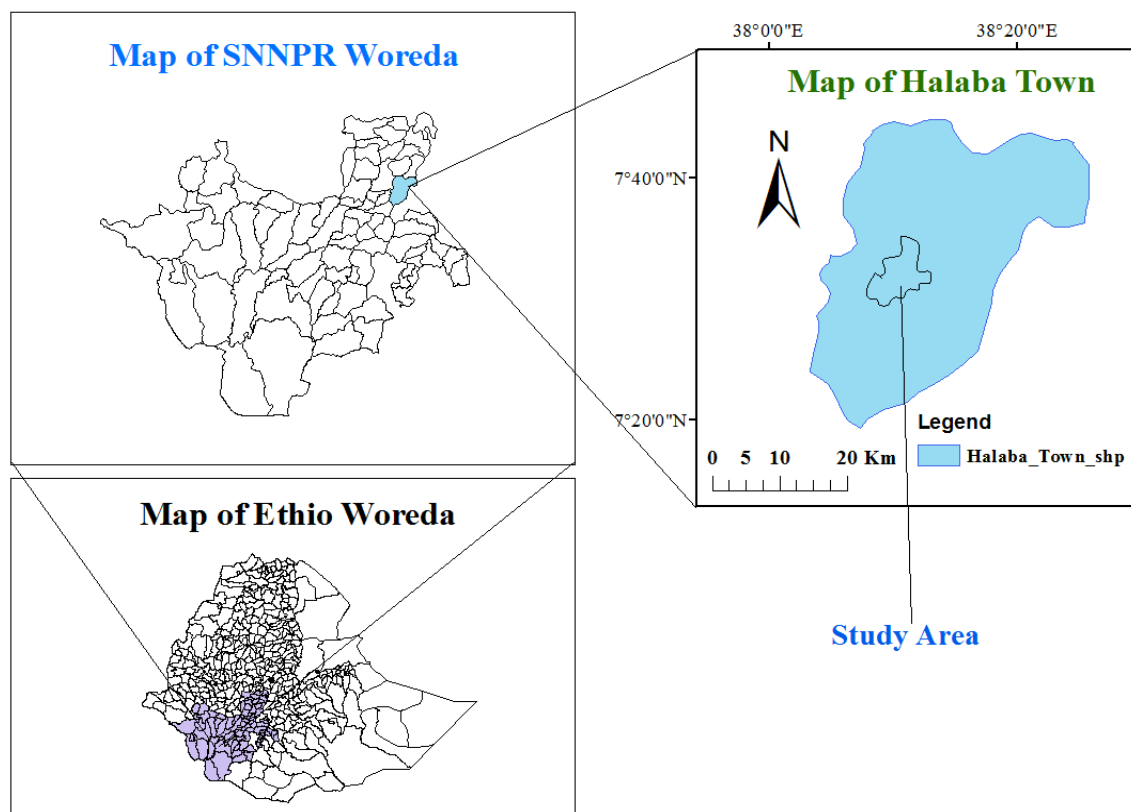 Map of SNNPR Woreda
38°0'0"E
38°20'0"E
Map of Halaba Town
N
7°40'0"N
7°20'0"N
Legend
Halaba_Town_shp
0 5 10 20 Km
Map of Ethio Woreda
Study Area